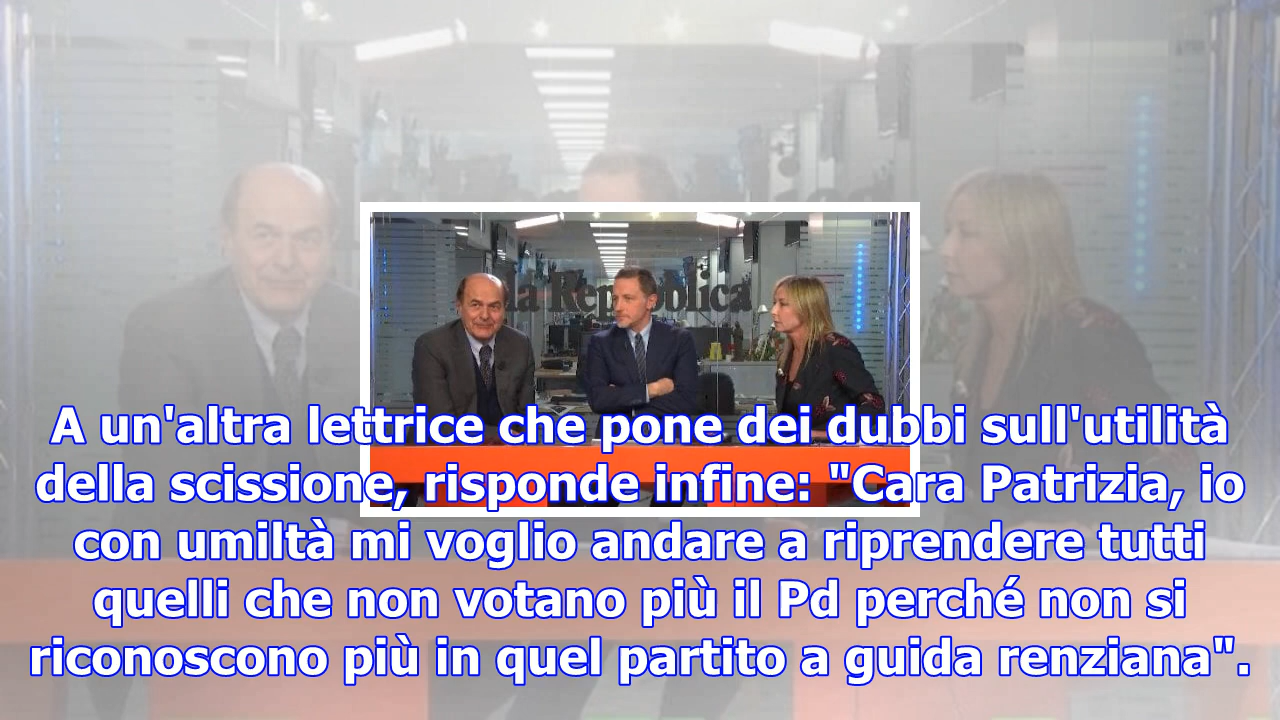 la Repubblica
A un'altra lettrice che pone dei dubbi sull'utilità
della scissione, risponde infine: "Cara Patrizia, io
con umiltà mi voglio andare a riprendere tutti
quelli che non votano più il Pd perché non si
riconoscono più in quel partito a guida renziana".